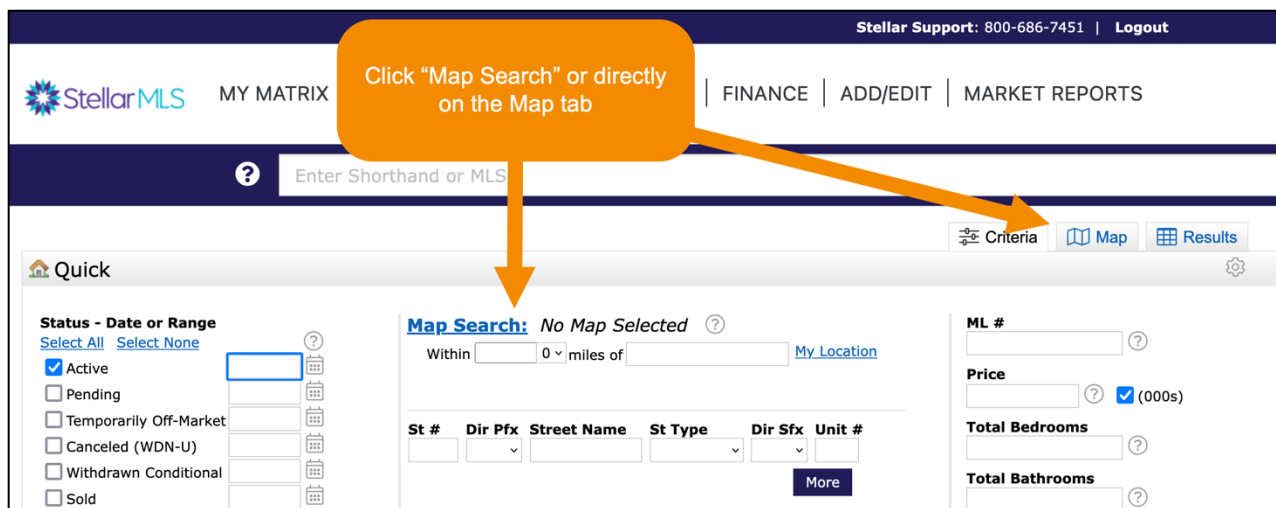 Stellar Support: 800-686-7451 | Logout
Click “Map Search” or directly
on the Map tab
StellarMLS MY MATRIX | FINANCE | ADD/EDIT | MARKET REPORTS
? Enter Shorthand or MLS
Criteria Map Results
Quick
Status - Date or Range
Select All Select None ?
Active
Pending
Temporarily Off-Market
Canceled (WDN-U)
Withdrawn Conditional
Sold
Map Search: No Map Selected ?
Within 0 miles of My Location
St # Dir Pfx Street Name St Type Dir Sfx Unit #
More
ML #
?
Price
? (000s)
Total Bedrooms
?
Total Bathrooms
?